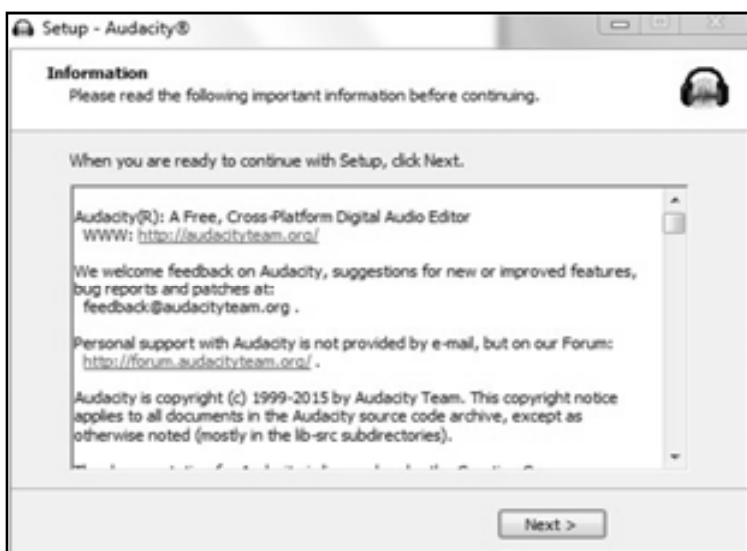 Setup - Audacity®
Information
Please read the following important information before continuing.
When you are ready to continue with Setup, click Next.
Audacity(R): A Free, Cross-Platform Digital Audio Editor
WWW: http://audacityteam.org/
We welcome feedback on Audacity, suggestions for new or improved features,
bug reports and patches at:
feedback@audacityteam.org .
Personal support with Audacity is not provided by e-mail, but on our Forum:
http://forum.audacityteam.org/ .
Audacity is copyright (c) 1999-2015 by Audacity Team. This copyright notice
applies to all documents in the Audacity source code archive, except as
otherwise noted (mostly in the lib-src subdirectories).
Next >